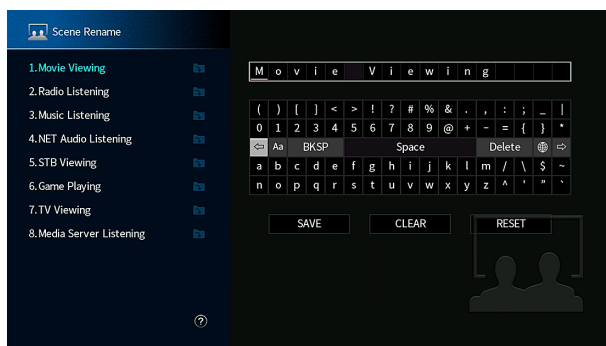 Scene Rename
1.Movie Viewing
2.Radio Listening
3.Music Listening
4.NET Audio Listening
5.STB Viewing
6.Game Playing
7.TV Viewing
8.Media Server Listening
?
M o v i e V i e w i n g
( ) [ ] < > ! ? # % & . , : ; _ |
0 1 2 3 4 5 6 7 8 9 @ + - = { } *
⇦ Aa BKSP Space Delete ⇨
a b c d e f g h i j k l m / \ $ ~
n o p q r s t u v w x y z ^ ' " `
SAVE CLEAR RESET